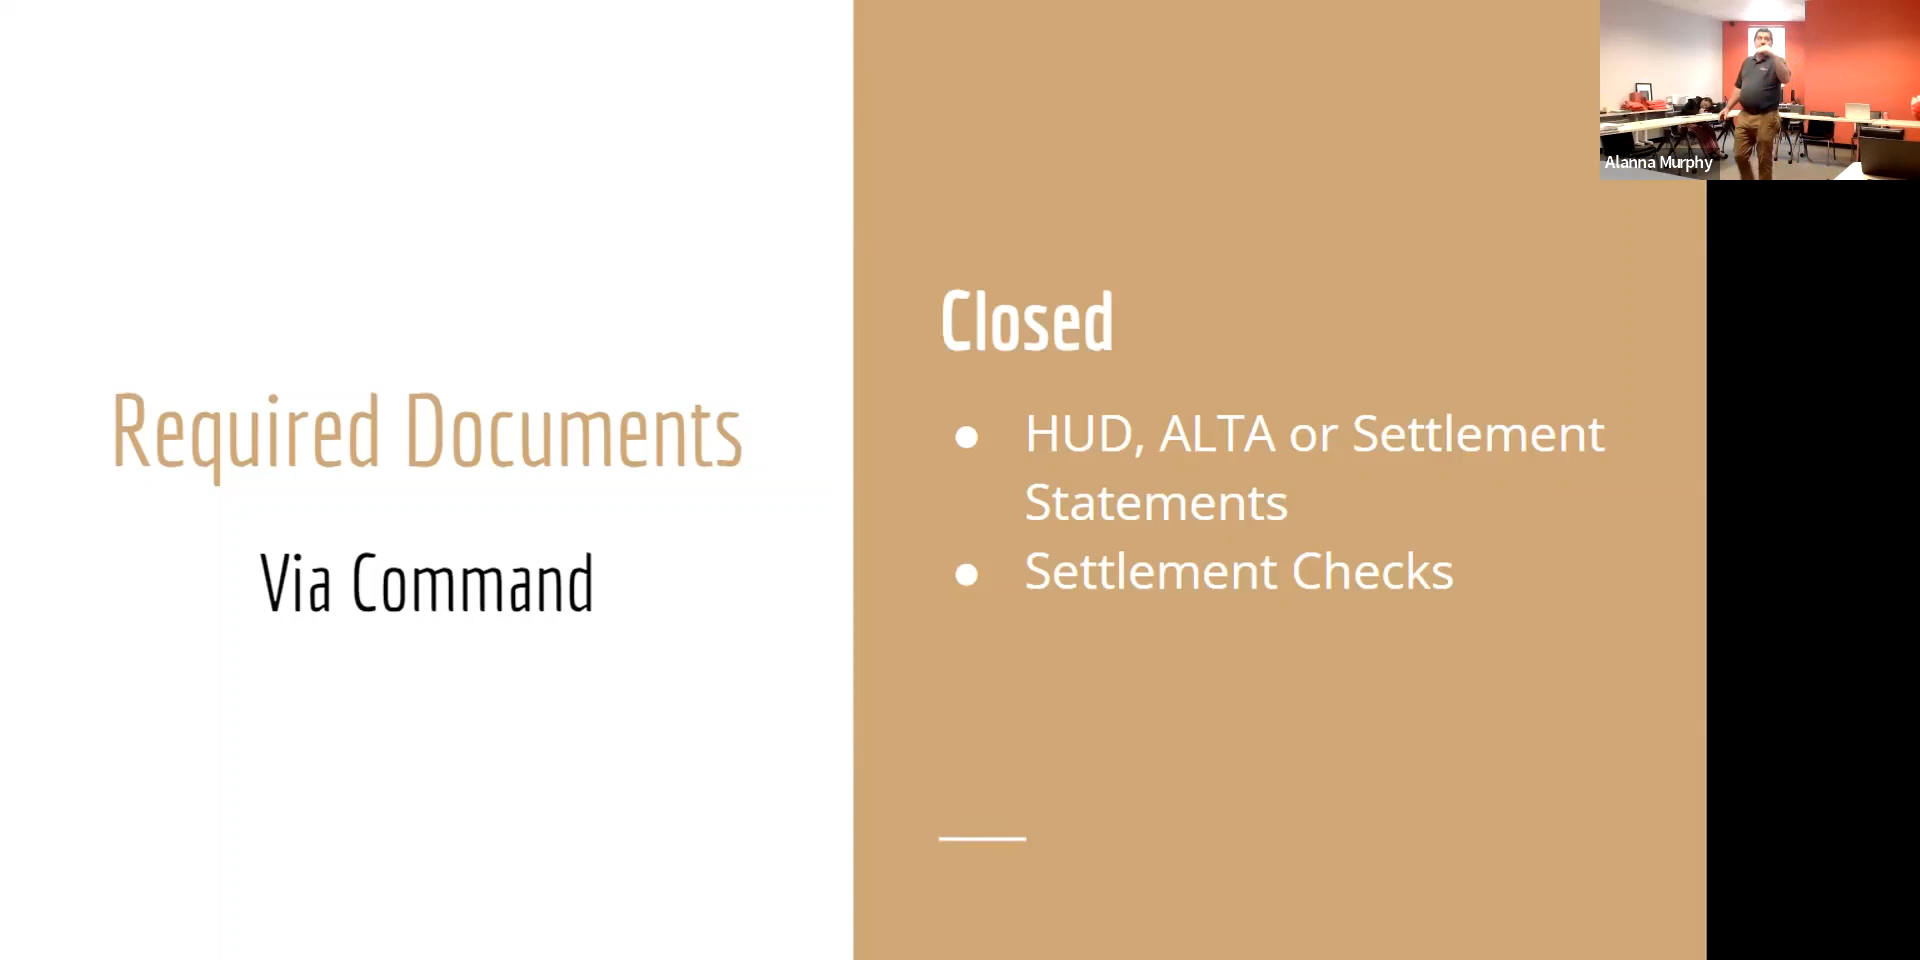 Required Documents
Via Command
Closed
● HUD, ALTA or Settlement
Statements
● Settlement Checks
Alanna Murphy